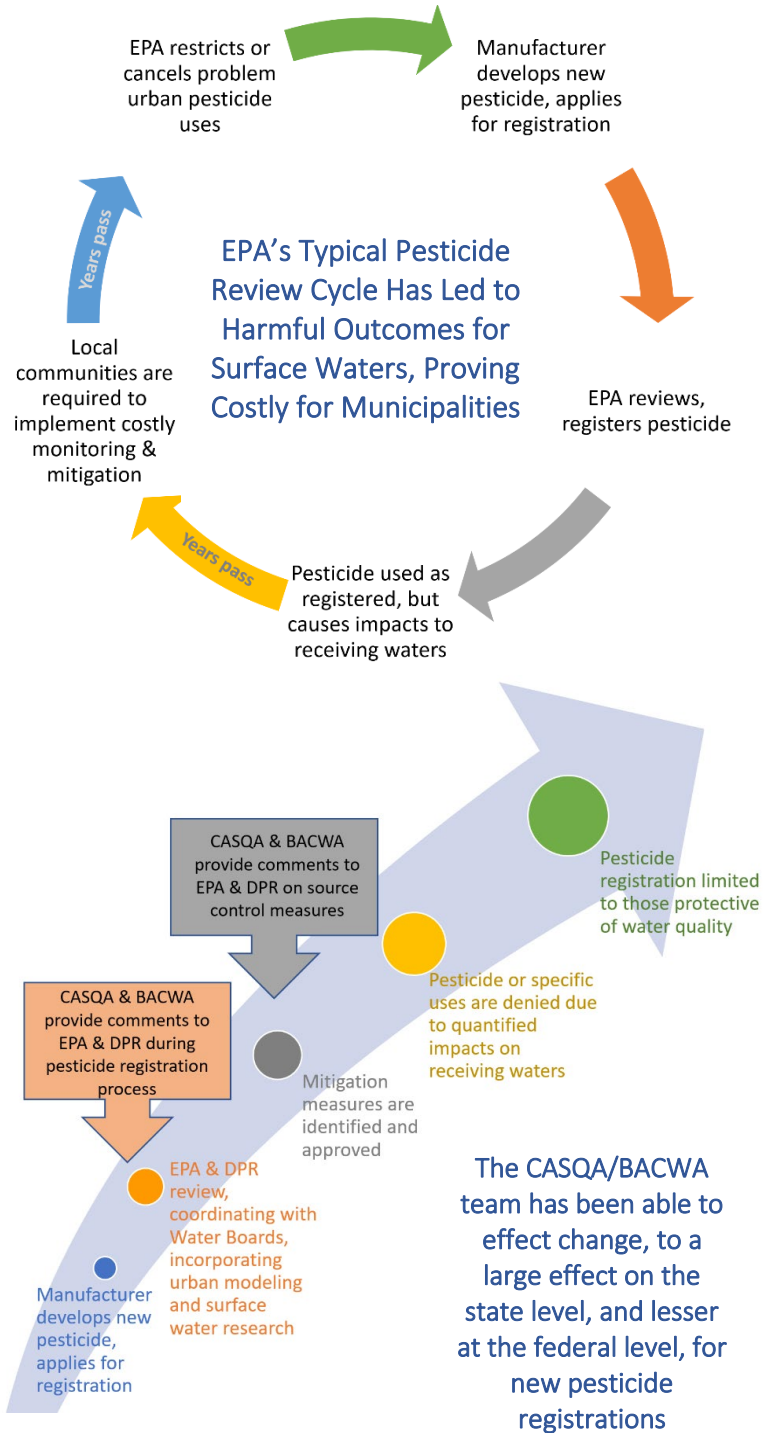 EPA restricts or
cancels problem
urban pesticide
uses
Manufacturer
develops new
pesticide, applies
for registration
Years pass
EPA's Typical Pesticide
Review Cycle Has Led to
Harmful Outcomes for
Surface Waters, Proving
Costly for Municipalities
Local
communities are
required to
implement costly
monitoring &
mitigation
EPA reviews,
registers pesticide
Years pass
Pesticide used as
registered, but
causes impacts to
receiving waters
CASQA & BACWA
provide comments to
EPA & DPR on source
control measures
Pesticide
registration limited
to those protective
of water quality
CASQA & BACWA
provide comments to
EPA & DPR during
pesticide registration
process
Pesticide or specific
uses are denied due
to quantified
impacts on
receiving waters
Mitigation
measures are
identified and
approved
EPA & DPR
review,
coordinating with
Water Boards,
incorporating
urban modeling
and surface
water research
Manufacturer
develops new
pesticide,
applies for
registration
The CASQA/BACWA
team has been able to
effect change, to a
large effect on the
state level, and lesser
at the federal level, for
new pesticide
registrations